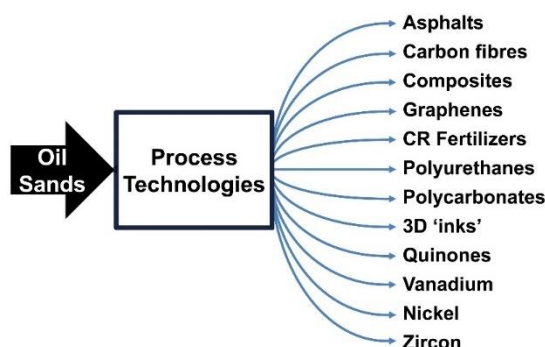 Oil
Sands
Process
Technologies
Asphalts
Carbon fibres
Composites
Graphenes
CR Fertilizers
Polyurethanes
Polycarbonates
3D ‘inks’
Quinones
Vanadium
Nickel
Zircon